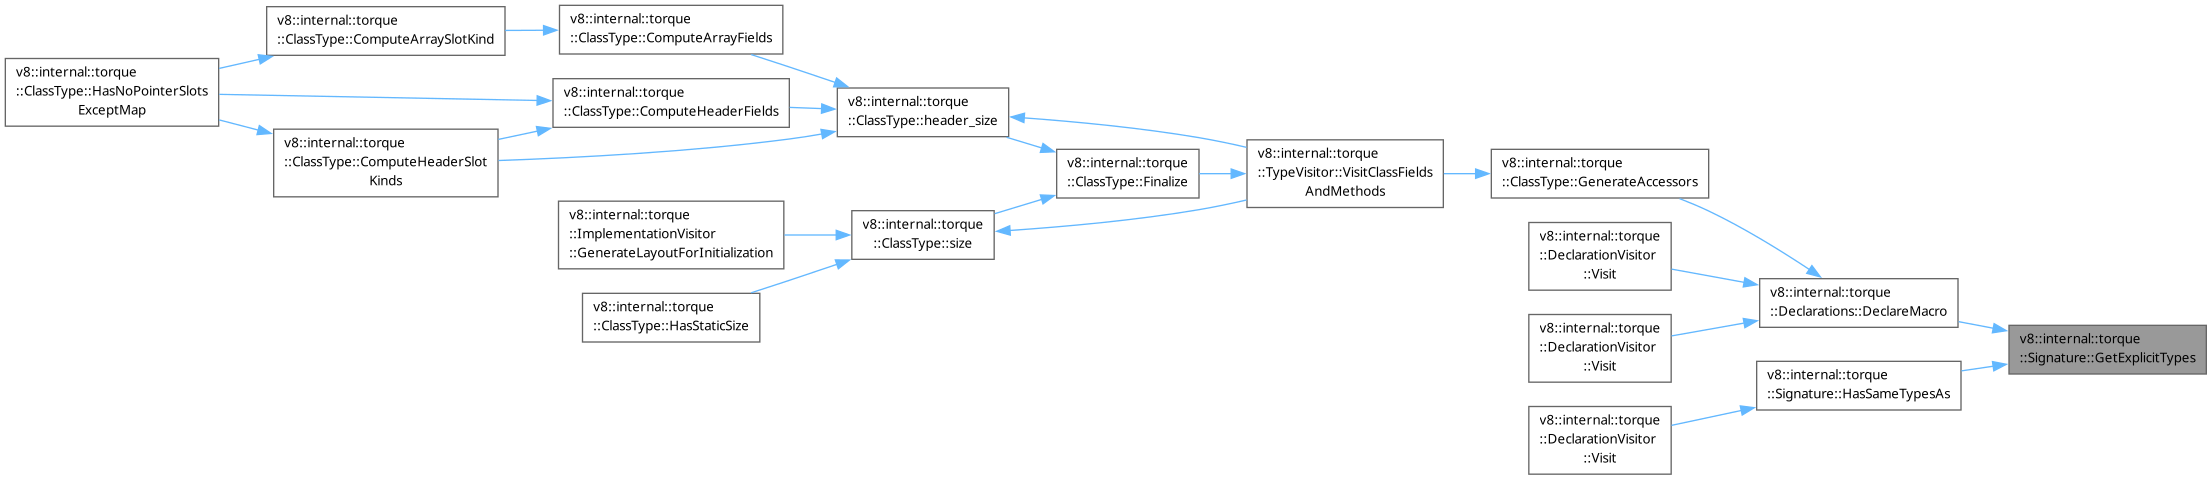 v8::internal::torque
::ClassType::HasNoPointerSlots
ExceptMap
v8::internal::torque
::ClassType::ComputeArraySlotKind
v8::internal::torque
::ClassType::ComputeHeaderSlot
Kinds
v8::internal::torque
::ClassType::ComputeArrayFields
v8::internal::torque
::ClassType::ComputeHeaderFields
v8::internal::torque
::ImplementationVisitor
::GenerateLayoutForInitialization
v8::internal::torque
::ClassType::HasStaticSize
v8::internal::torque
::ClassType::header_size
v8::internal::torque
::ClassType::size
v8::internal::torque
::ClassType::Finalize
v8::internal::torque
::TypeVisitor::VisitClassFields
AndMethods
v8::internal::torque
::ClassType::GenerateAccessors
v8::internal::torque
::DeclarationVisitor
::Visit
v8::internal::torque
::DeclarationVisitor
::Visit
v8::internal::torque
::DeclarationVisitor
::Visit
v8::internal::torque
::Declarations::DeclareMacro
v8::internal::torque
::Signature::HasSameTypesAs
v8::internal::torque
::Signature::GetExplicitTypes